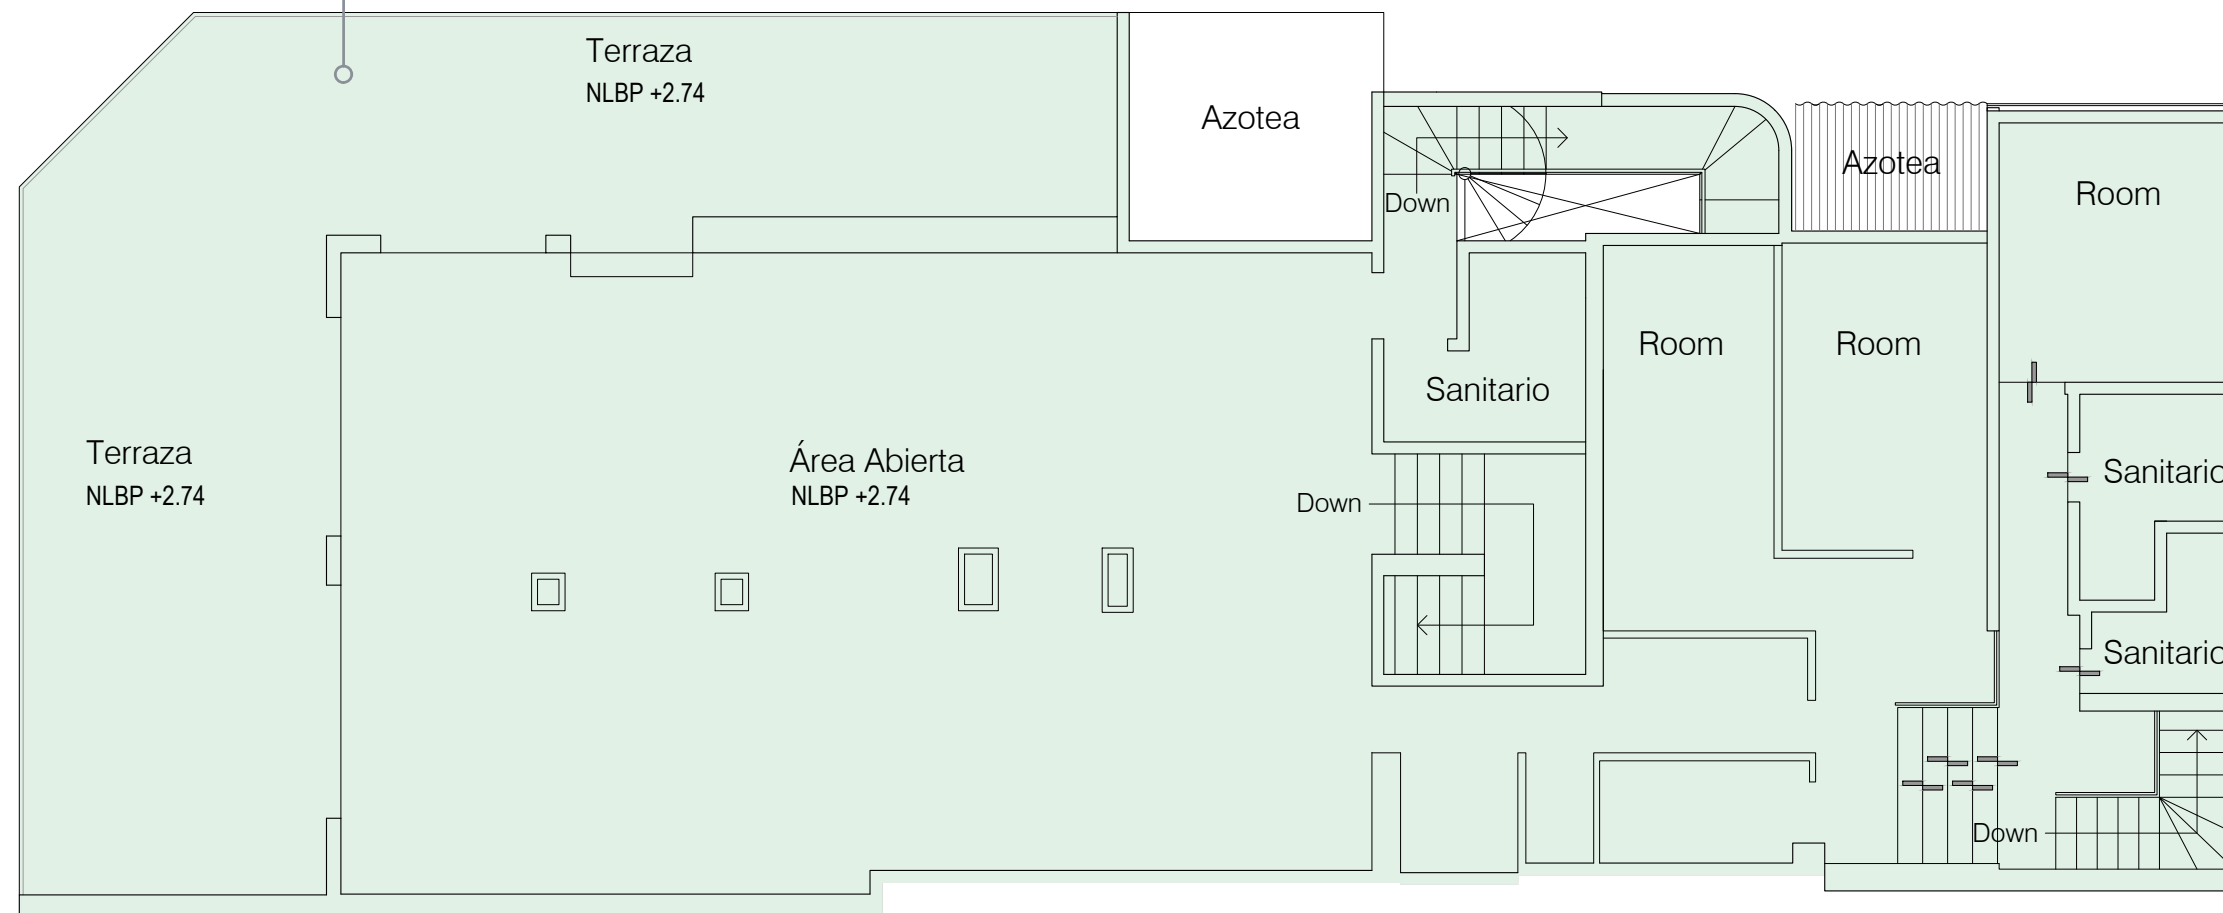 Terraza
NLBP +2.74
Azotea
Azotea
Room
Down
Room
Room
Sanitario
Terraza
NLBP +2.74
Área Abierta
NLBP +2.74
Sanitario
Down
Sanitario
Down